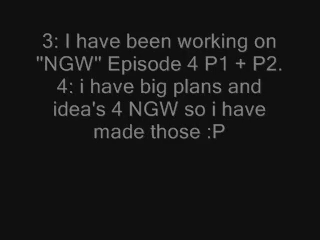 3: I have been working on
"NGW" Episode 4 P1 + P2.
4: i have big plans and
idea's 4 NGW so i have
made those :P